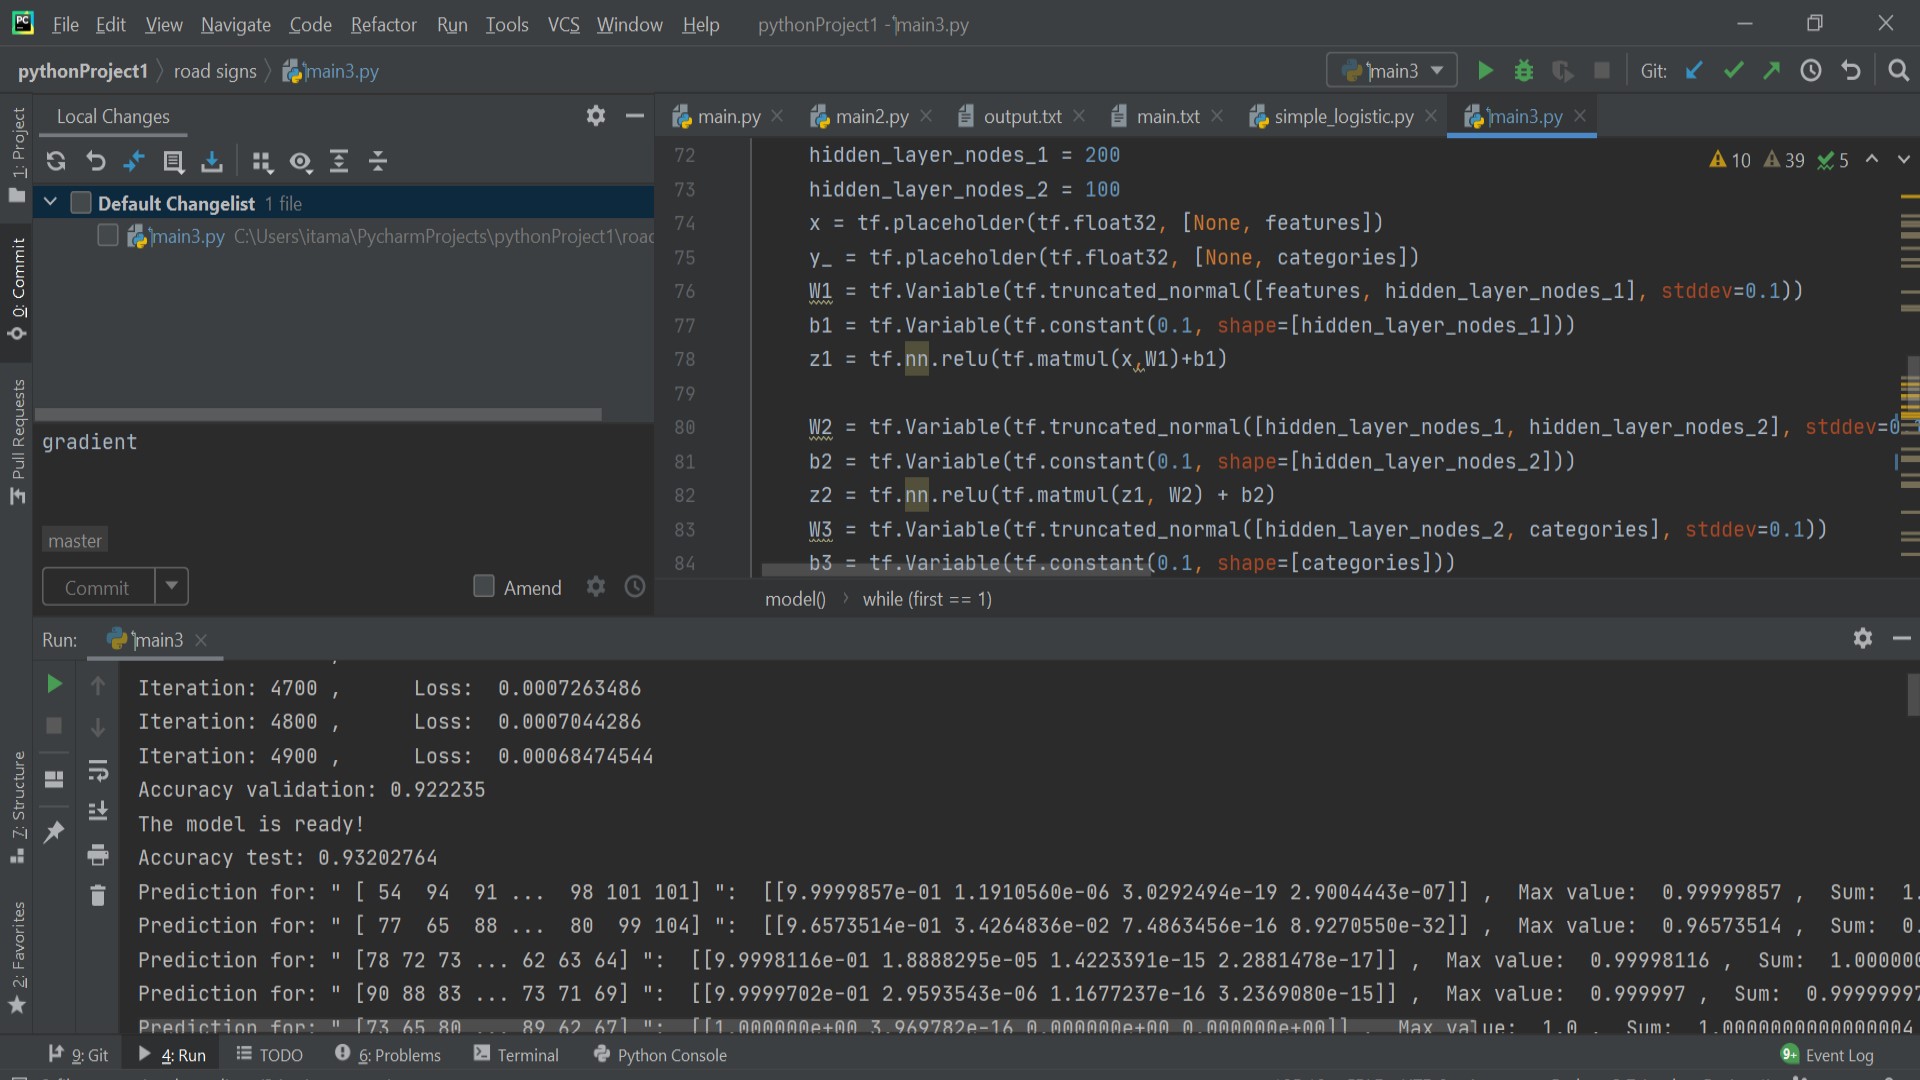 File Edit View Navigate Code Refactor Run Tools VCS Window Help pythonProject1 - main3.py
pythonProject1 road signs main3.py main3 Git:
Local Changes
main.py main2.py output.txt main.txt simple_logistic.py main3.py
1: Project
0: Commit
Pull Requests
7: Structure
2: Favorites
Default Changelist 1 file
main3.py C:\Users\itama\PycharmProjects\pythonProject1\road
gradient
master
Commit Amend
10 39 5
72 hidden_layer_nodes_1 = 200
73 hidden_layer_nodes_2 = 100
74 x = tf.placeholder(tf.float32, [None, features])
75 y_ = tf.placeholder(tf.float32, [None, categories])
76 W1 = tf.Variable(tf.truncated_normal([features, hidden_layer_nodes_1], stddev=0.1))
77 b1 = tf.Variable(tf.constant(0.1, shape=[hidden_layer_nodes_1]))
78 z1 = tf.nn.relu(tf.matmul(x,W1)+b1)
79
80 W2 = tf.Variable(tf.truncated_normal([hidden_layer_nodes_1, hidden_layer_nodes_2], stddev=0.1
81 b2 = tf.Variable(tf.constant(0.1, shape=[hidden_layer_nodes_2]))
82 z2 = tf.nn.relu(tf.matmul(z1, W2) + b2)
83 W3 = tf.Variable(tf.truncated_normal([hidden_layer_nodes_2, categories], stddev=0.1))
84 b3 = tf.Variable(tf.constant(0.1, shape=[categories]))
model() while (first == 1)
Run: main3
Iteration: 4700 , Loss: 0.0007263486
Iteration: 4800 , Loss: 0.0007044286
Iteration: 4900 , Loss: 0.00068474544
Accuracy validation: 0.922235
The model is ready!
Accuracy test: 0.93202764
Prediction for: " [ 54 94 91 ... 98 101 101] ": [[9.9999857e-01 1.1910560e-06 3.0292494e-19 2.9004443e-07]] , Max value: 0.99999857 , Sum: 1.
Prediction for: " [ 77 65 88 ... 80 99 104] ": [[9.6573514e-01 3.4264836e-02 7.4863456e-16 8.9270550e-32]] , Max value: 0.96573514 , Sum: 0.
Prediction for: " [78 72 73 ... 62 63 64] ": [[9.9998116e-01 1.8888295e-05 1.4223391e-15 2.2881478e-17]] , Max value: 0.99998116 , Sum: 1.000000
Prediction for: " [90 88 83 ... 73 71 69] ": [[9.9999702e-01 2.9593543e-06 1.1677237e-16 3.2369080e-15]] , Max value: 0.999997 , Sum: 0.99999997
Prediction for: " [73 65 80 ... 89 62 67] ": [[1.000000e+00 3.969782e-16 0.000000e+00 0.000000e+00]] , Max value: 1.0 , Sum: 1.0000000000000004
9: Git 4: Run TODO 6: Problems Terminal Python Console 9+ Event Log